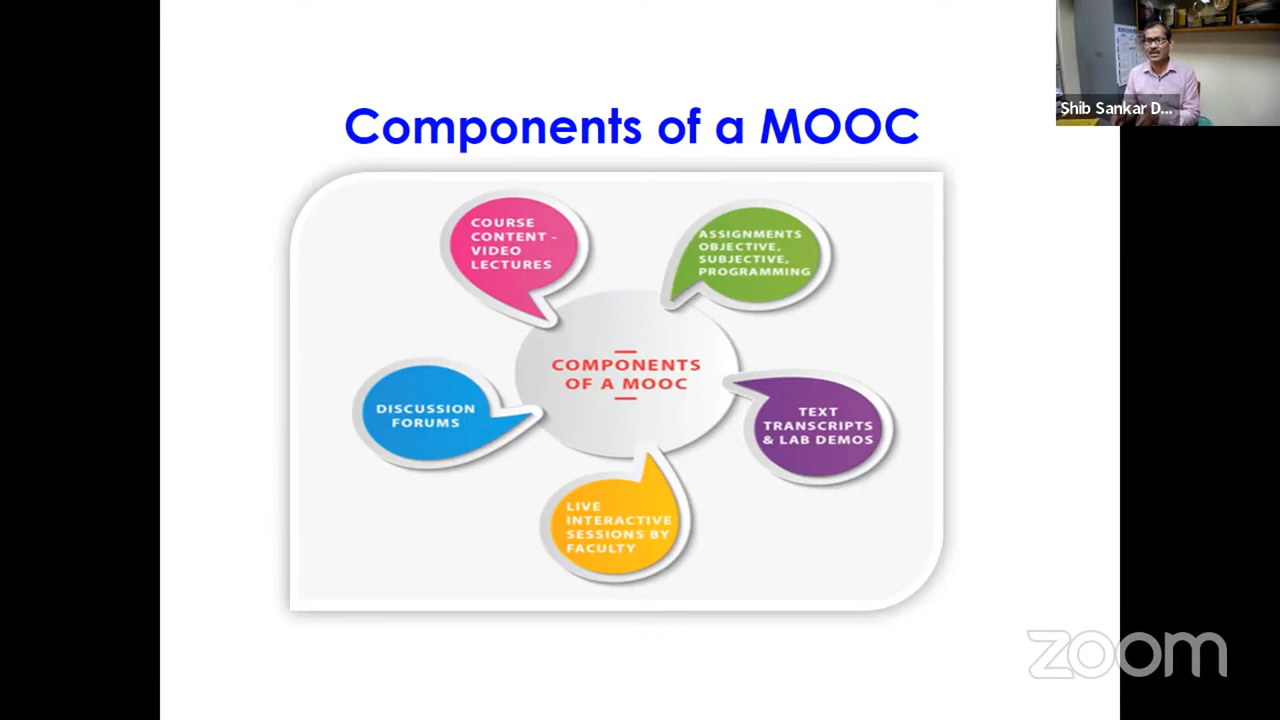 Shib Sankar D...
Components of a MOOC
COURSE
CONTENT -
VIDEO
LECTURES
ASSIGNMENTS
OBJECTIVE,
SUBJECTIVE,
PROGRAMMING
COMPONENTS
OF A MOOC
DISCUSSION
FORUMS
TEXT
TRANSCRIPTS
& LAB DEMOS
LIVE
INTERACTIVE
SESSIONS BY
FACULTY
zoom